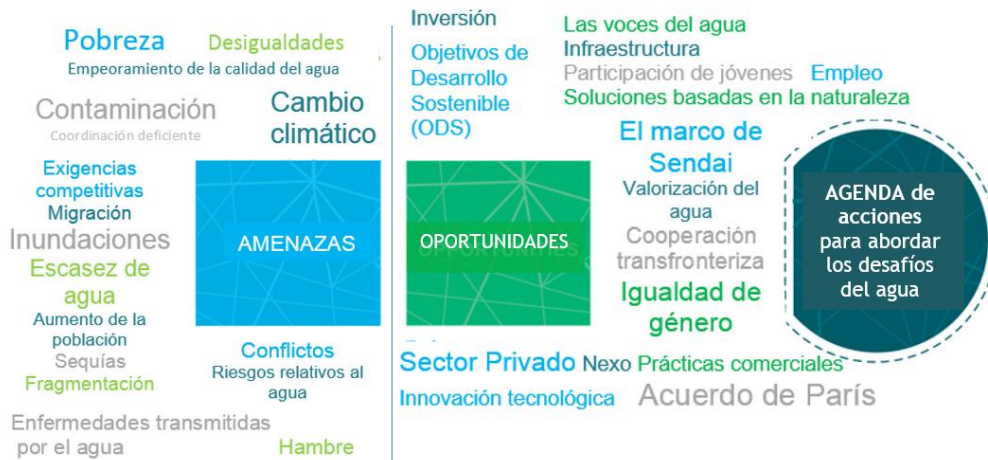 Pobreza
Desigualdades
Empeoramiento de la calidad del agua
Contaminación
Coordinación deficiente
Cambio
climático
Exigencias
competitivas
Migración
Inundaciones
Escasez de
agua
Aumento de la
población
Sequías
Fragmentación
Enfermedades transmitidas
por el agua
Hambre
Conflictos
Riesgos relativos al
agua
AMENAZAS
Inversión
Objetivos de
Desarrollo
Sostenible
(ODS)
Las voces del agua
Infraestructura
Participación de jóvenes
Empleo
Soluciones basadas en la naturaleza
El marco de
Sendai
Valorización del
agua
Cooperación
transfronteriza
Igualdad de
género
OPORTUNIDADES
Sector Privado
Nexo
Prácticas comerciales
Innovación tecnológica
Acuerdo de París
AGENDA de
acciones
para abordar
los desafíos
del agua